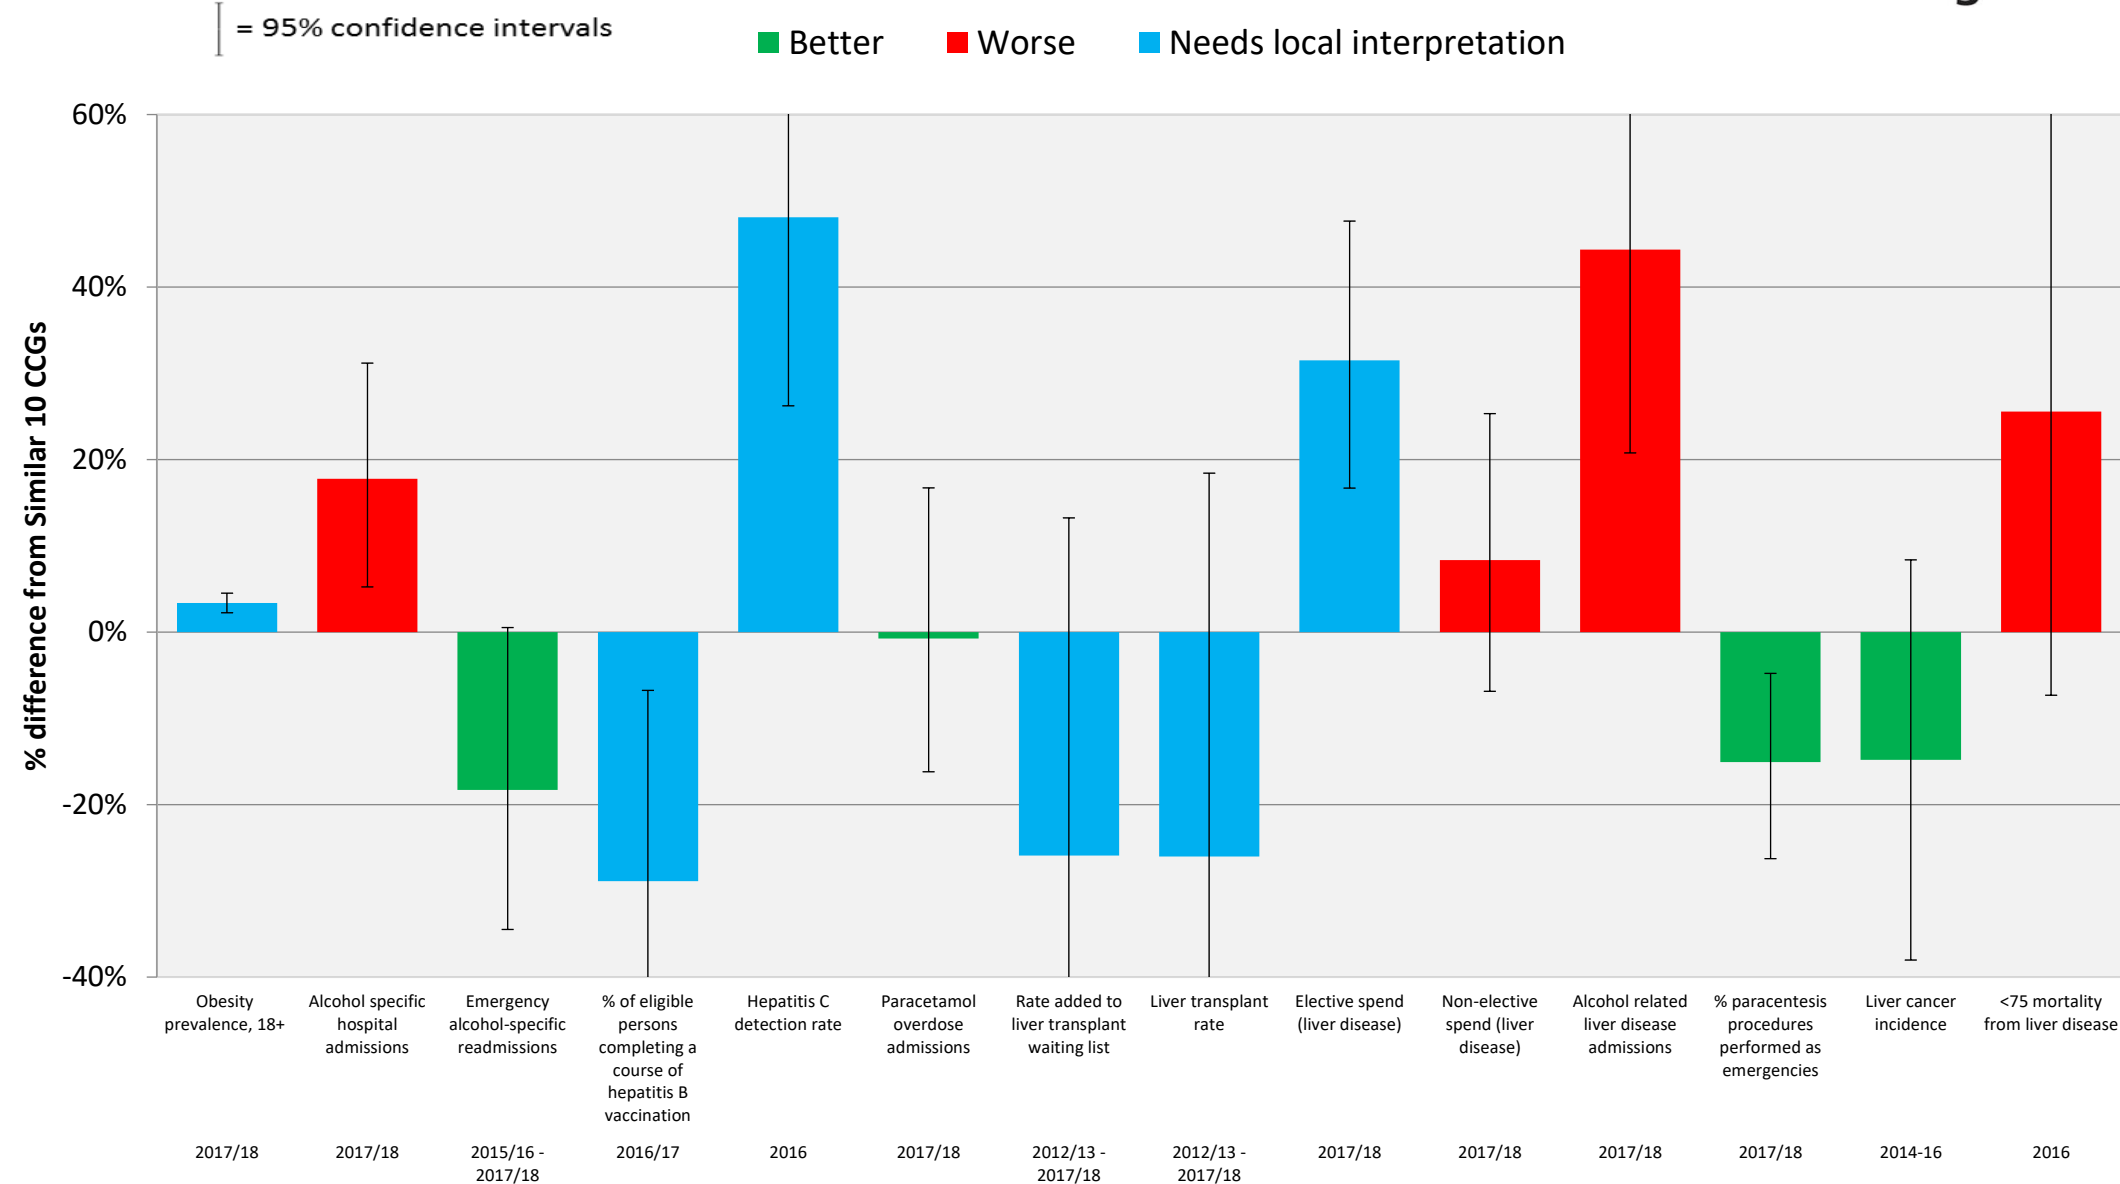 = 95% confidence intervals
Better
Worse
Needs local interpretation
60%
40%
20%
0%
-20%
-40%
% difference from Similar 10 CCGs
Obesity
prevalence, 18+
2017/18
Alcohol specific
hospital
admissions
2017/18
Emergency
alcohol-specific
readmissions
2015/16 -
2017/18
% of eligible
persons
completing a
course of
hepatitis B
vaccination
2016/17
Hepatitis C
detection rate
2016
Paracetamol
overdose
admissions
2017/18
Rate added to
liver transplant
waiting list
2012/13 -
2017/18
Liver transplant
rate
2012/13 -
2017/18
Elective spend
(liver disease)
2017/18
Non-elective
spend (liver
disease)
2017/18
Alcohol related
liver disease
admissions
2017/18
% paracentesis
procedures
performed as
emergencies
2017/18
Liver cancer
incidence
2014-16
<75 mortality
from liver disease
2016